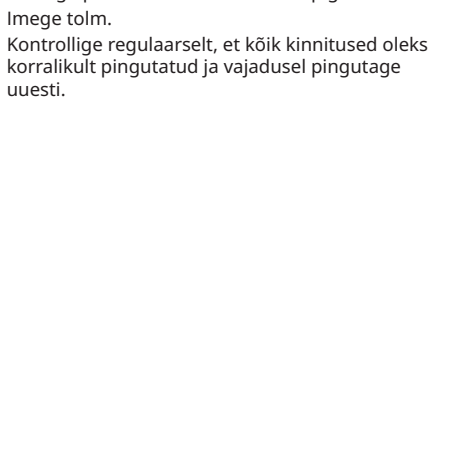 Imege tolm.
Kontrollige regulaarselt, et kõik kinnitused oleks
korralikult pingutatud ja vajadusel pingutage
uuesti.